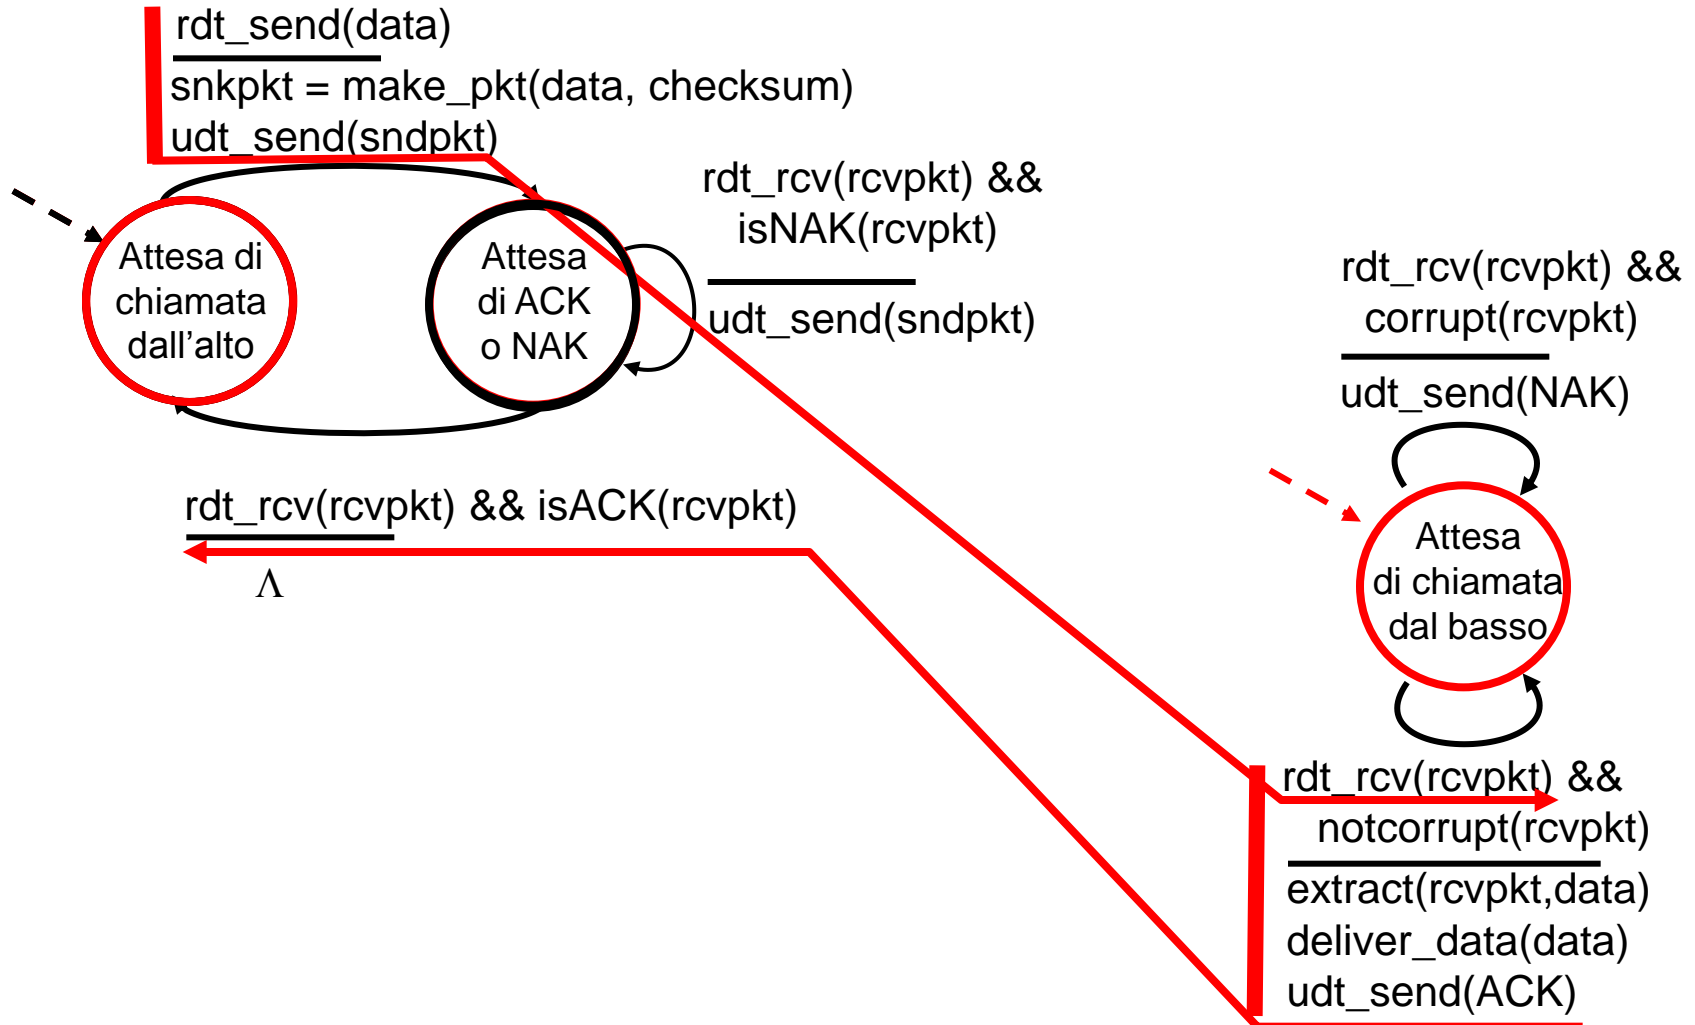 rdt_send(data)
snkpkt = make_pkt(data, checksum)
udt_send(sndpkt)
rdt_rcv(rcvpkt) &&
isNAK(rcvpkt)
udt_send(sndpkt)
Attesa di
chiamata
dall'alto
Attesa
di ACK
o NAK
rdt_rcv(rcvpkt) && isACK(rcvpkt)
Λ
rdt_rcv(rcvpkt) &&
corrupt(rcvpkt)
udt_send(NAK)
Attesa
di chiamata
dal basso
rdt_rcv(rcvpkt) &&
notcorrupt(rcvpkt)
extract(rcvpkt,data)
deliver_data(data)
udt_send(ACK)